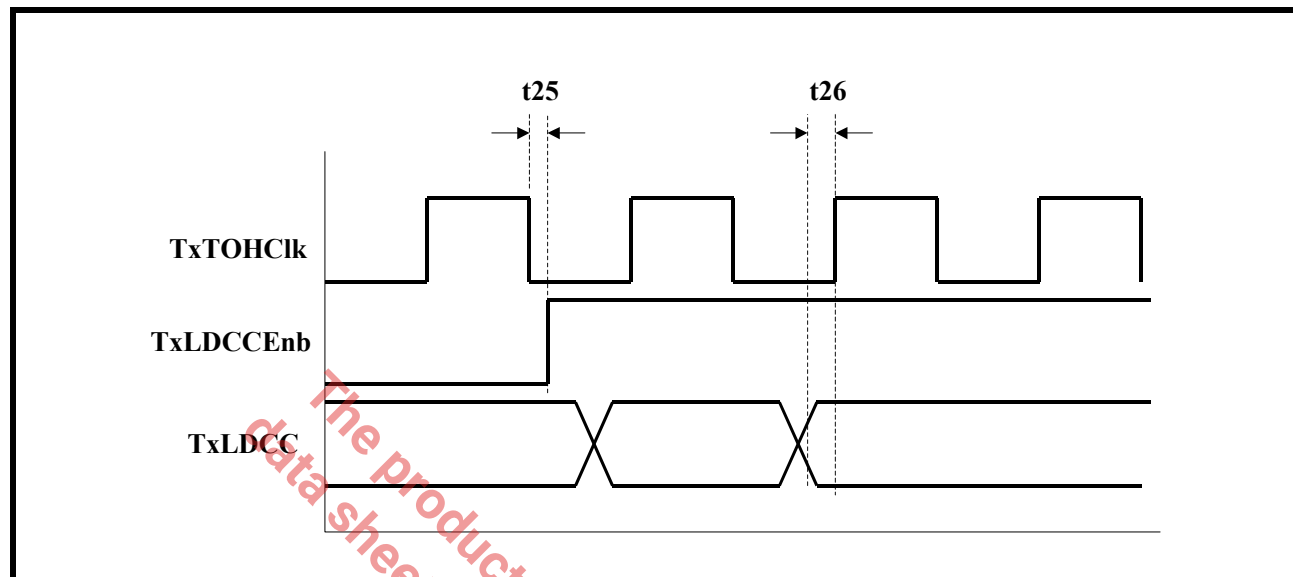 t25
t26
TxTOHClk
TxLDCCEnb
TxLDCC
The product
data shee